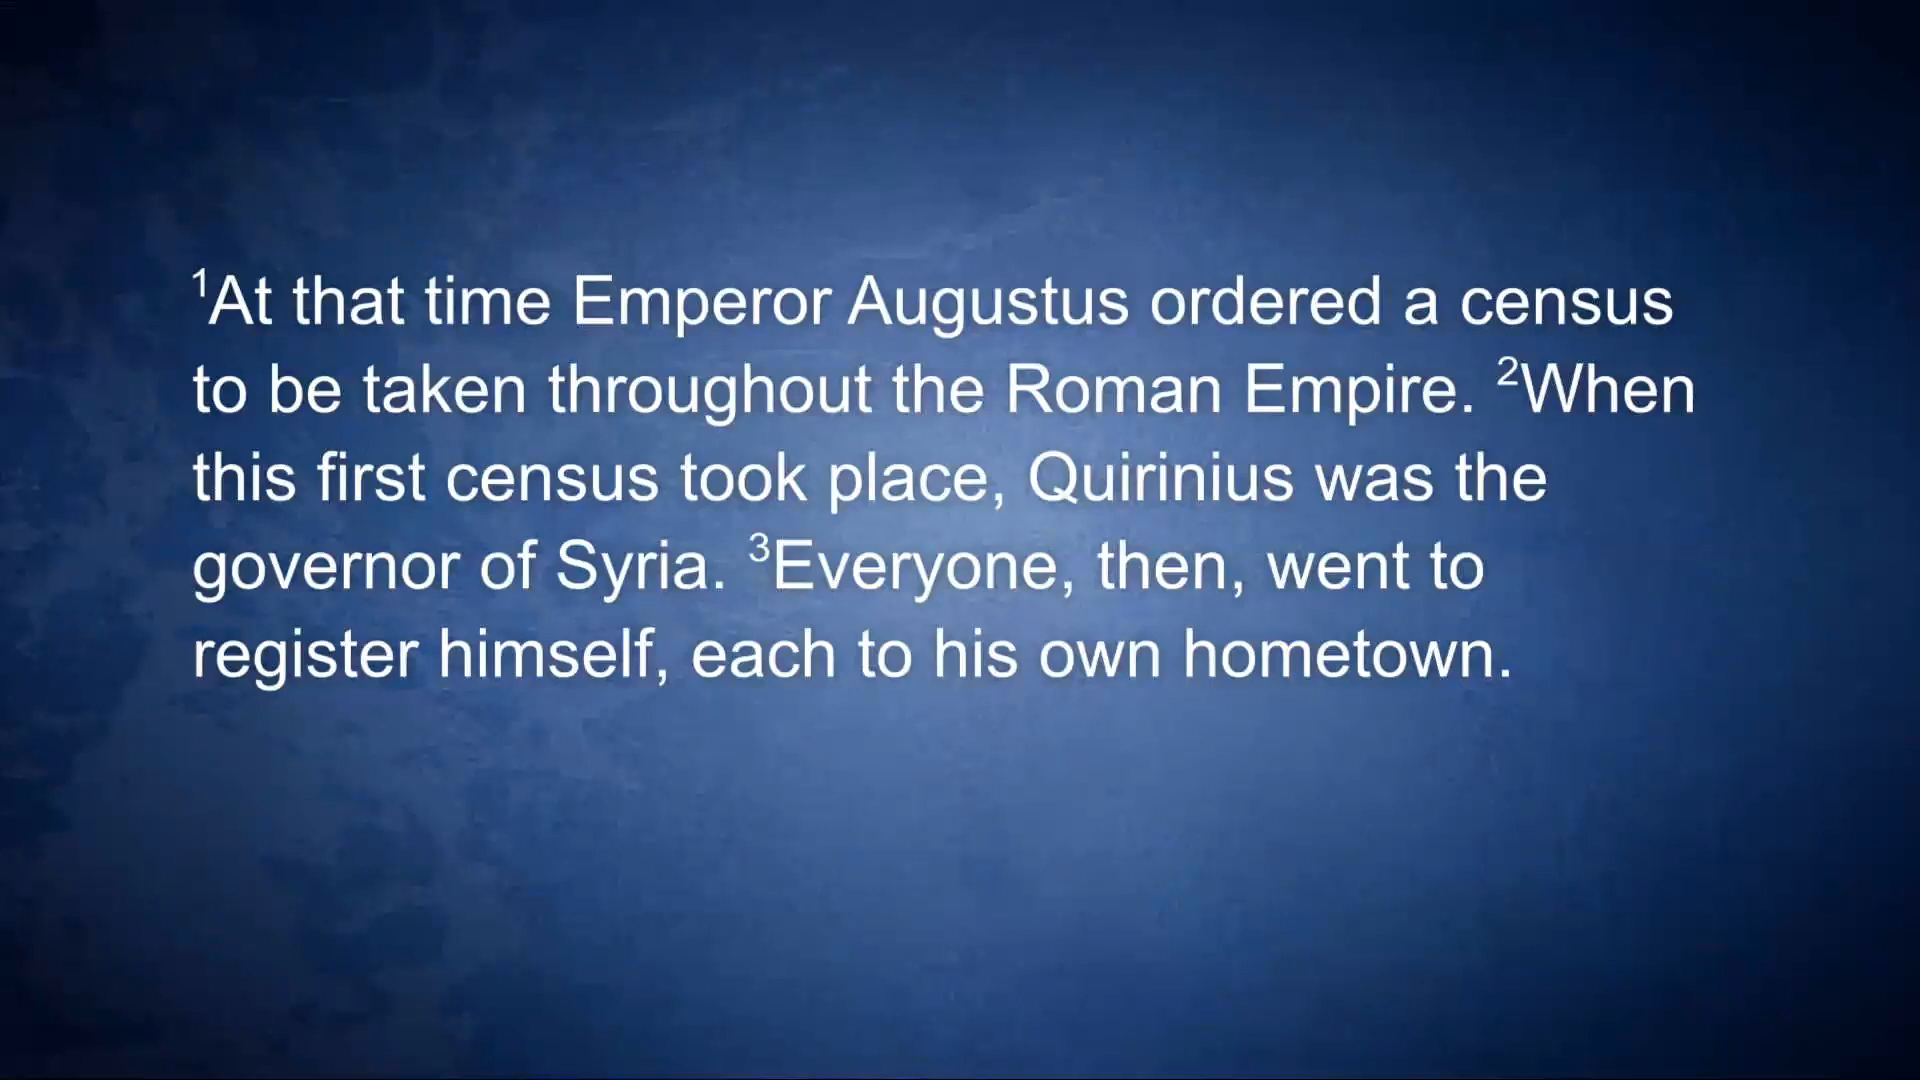 ¹At that time Emperor Augustus ordered a census
to be taken throughout the Roman Empire. ²When
this first census took place, Quirinius was the
governor of Syria. ³Everyone, then, went to
register himself, each to his own hometown.